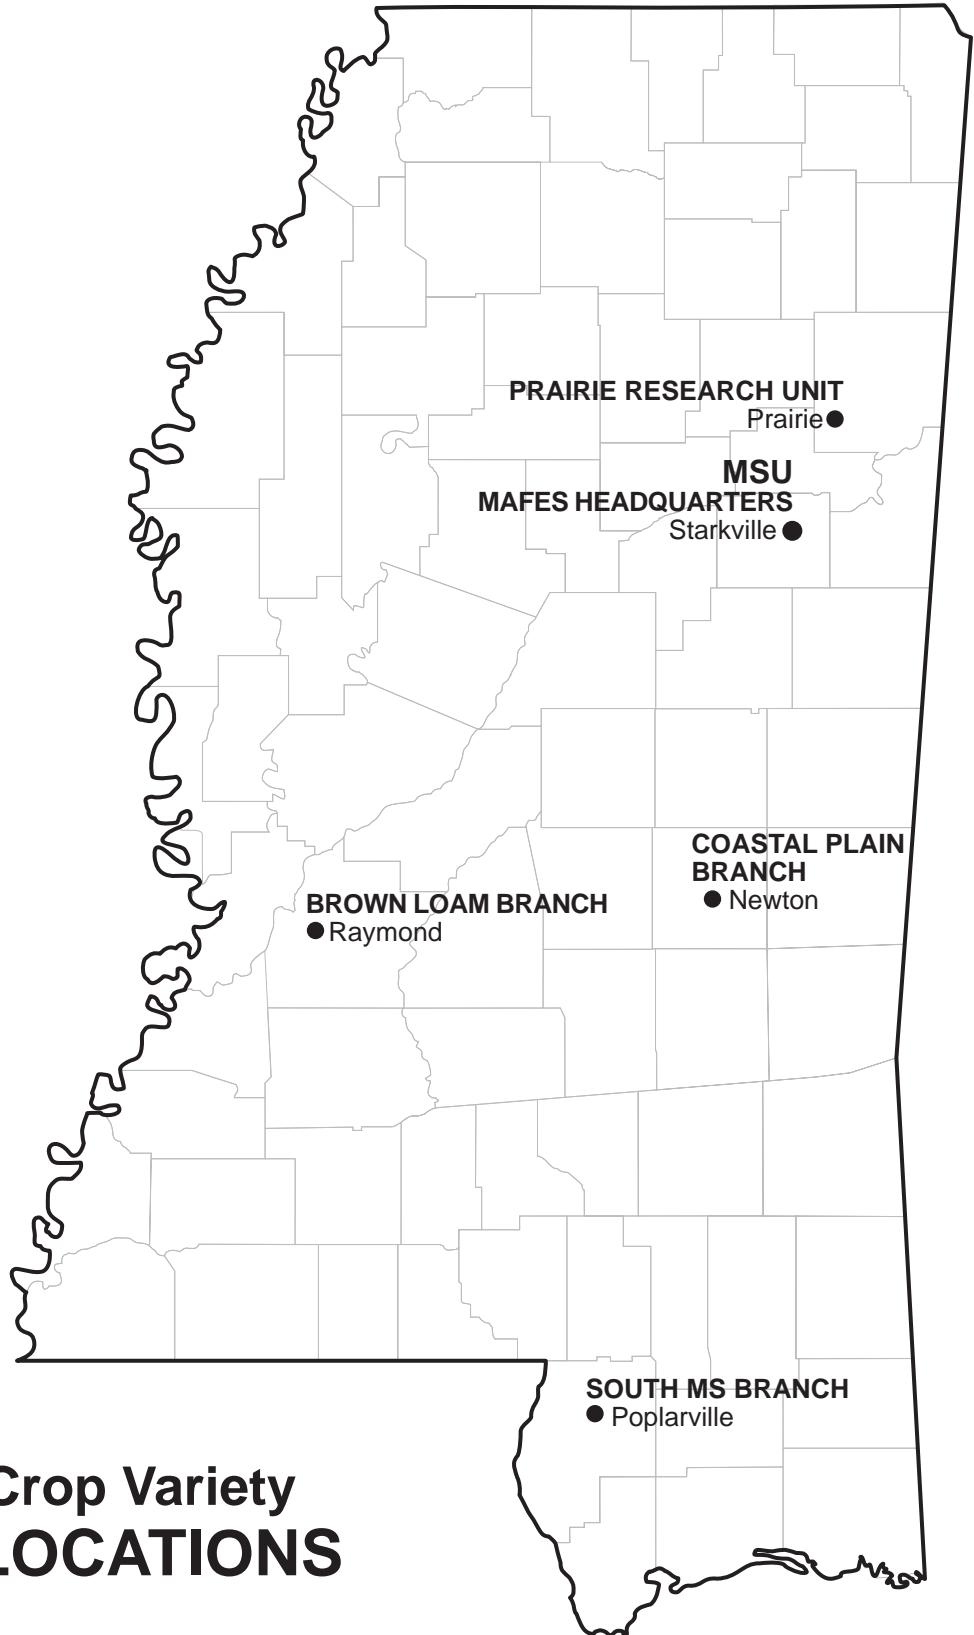 PRAIRIE RESEARCH UNIT
Prairie
MSU
MAFES HEADQUARTERS
Starkville
COASTAL PLAIN
BRANCH
Newton
BROWN LOAM BRANCH
Raymond
SOUTH MS BRANCH
Poplarville
Crop Variety
LOCATIONS